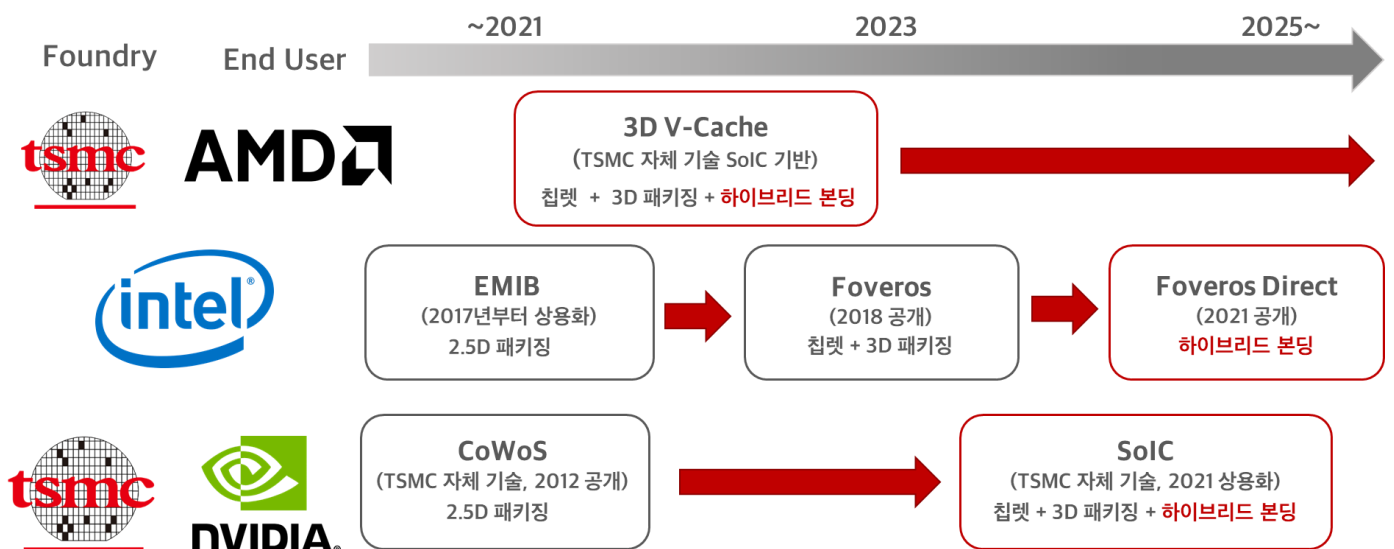 ~2021 2023 2025~
Foundry End User
tsmc AMD
3D V-Cache
(TSMC 자체 기술 SoIC 기반)
칩렛 + 3D 패키징 + 하이브리드 본딩
intel®
EMIB
(2017년부터 상용화)
2.5D 패키징
Foveros
(2018 공개)
칩렛 + 3D 패키징
Foveros Direct
(2021 공개)
하이브리드 본딩
tsmc NVIDIA®
CoWoS
(TSMC 자체 기술, 2012 공개)
2.5D 패키징
SoIC
(TSMC 자체 기술, 2021 상용화)
칩렛 + 3D 패키징 + 하이브리드 본딩